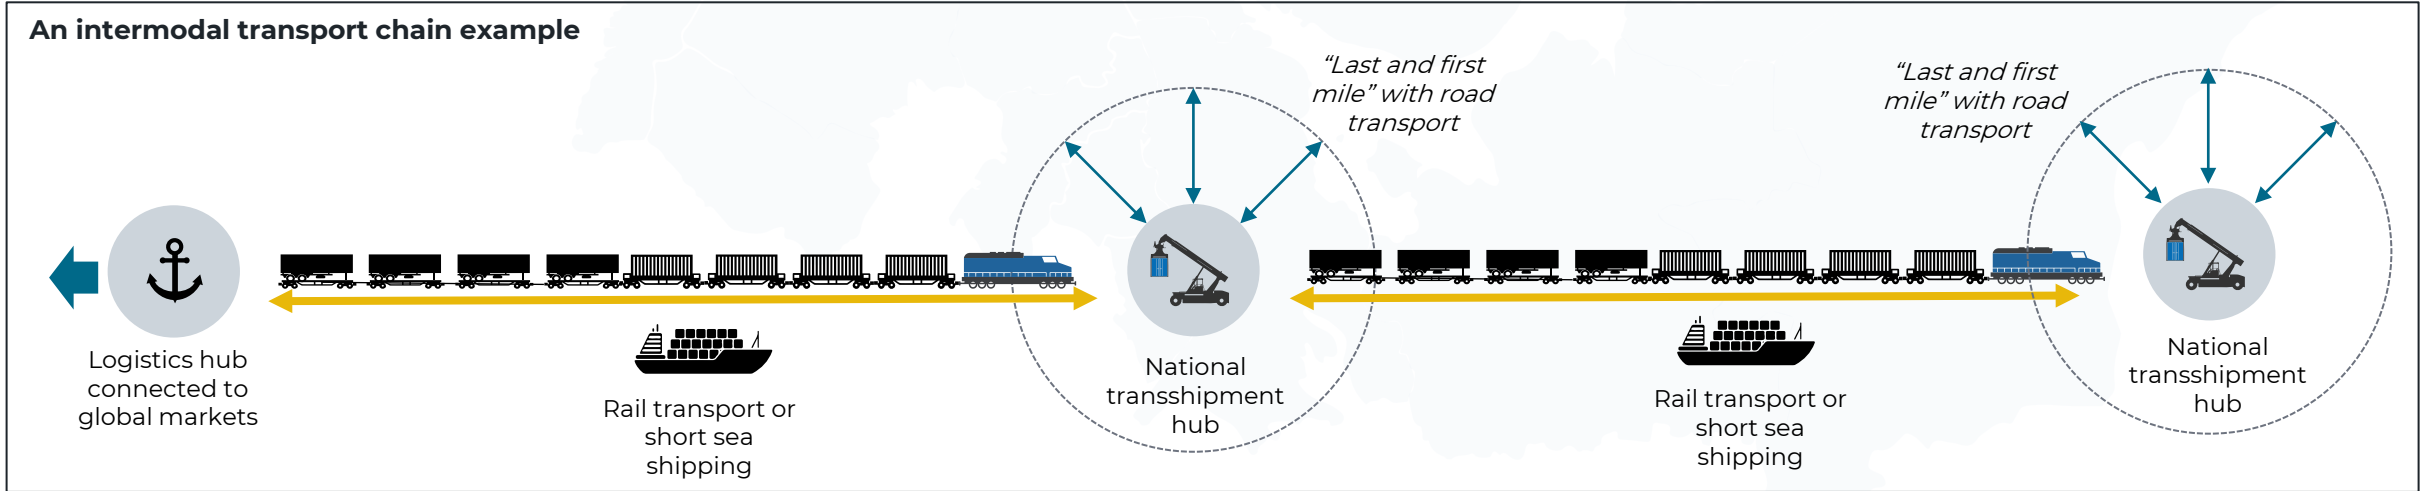 An intermodal transport chain example
“Last and first
mile” with road
transport
“Last and first
mile” with road
transport
Logistics hub
connected to
global markets
Rail transport or
short sea
shipping
National
transshipment
hub
Rail transport or
short sea
shipping
National
transshipment
hub